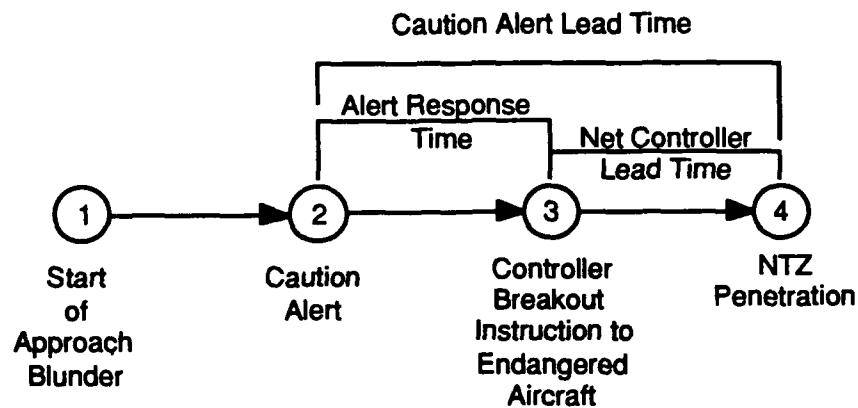 Caution Alert Lead Time
Alert Response
Time
Net Controller
Lead Time
1
2
3
4
Start
of
Approach
Blunder
Caution
Alert
Controller
Breakout
Instruction to
Endangered
Aircraft
NTZ
Penetration